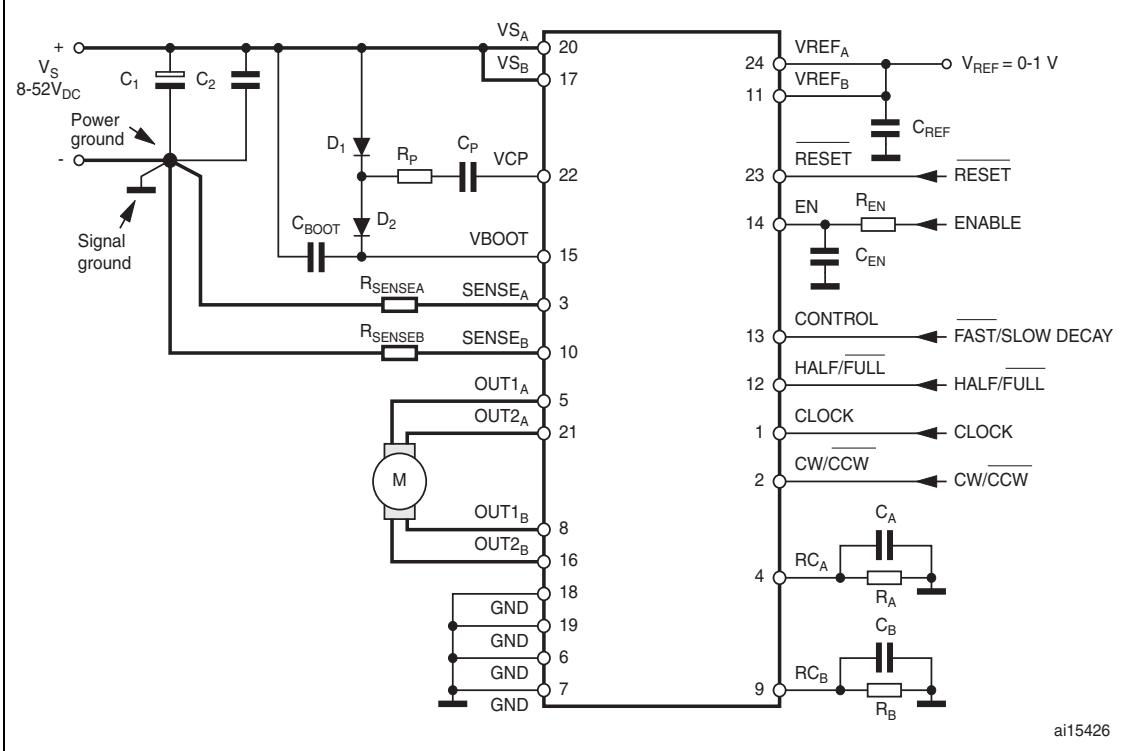 +
V_S
8-52V_DC
-
Power
ground
Signal
ground
C_1
C_2
D_1
D_2
R_P
C_P
C_BOOT
R_SENSEA
R_SENSEB
M
VS_A
20
VS_B
17
VCP
22
VBOOT
15
SENSE_A
3
SENSE_B
10
OUT1_A
5
OUT2_A
21
OUT1_B
8
OUT2_B
16
18
GND
19
GND
6
GND
7
GND
24
VREF_A
V_REF = 0-1 V
11
VREF_B
C_REF
23
RESET
RESET
14
EN
R_EN
ENABLE
C_EN
13
CONTROL
FAST/SLOW DECAY
12
HALF/FULL
HALF/FULL
1
CLOCK
CLOCK
2
CW/CCW
CW/CCW
C_A
4
RC_A
R_A
C_B
9
RC_B
R_B
ai15426